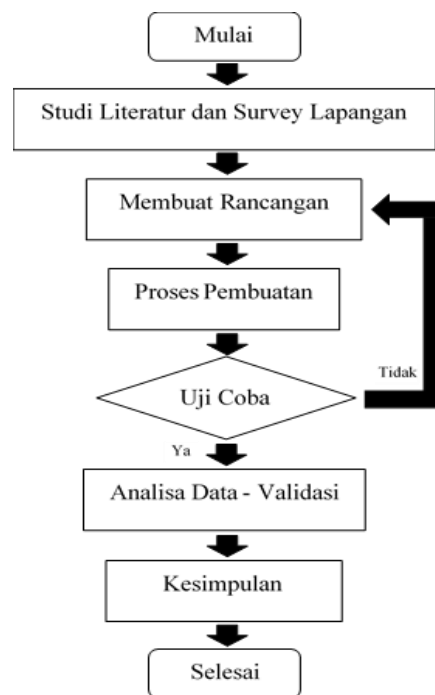 Mulai
Studi Literatur dan Survey Lapangan
Membuat Rancangan
Proses Pembuatan
Tidak
Uji Coba
Ya
Analisa Data - Validasi
Kesimpulan
Selesai